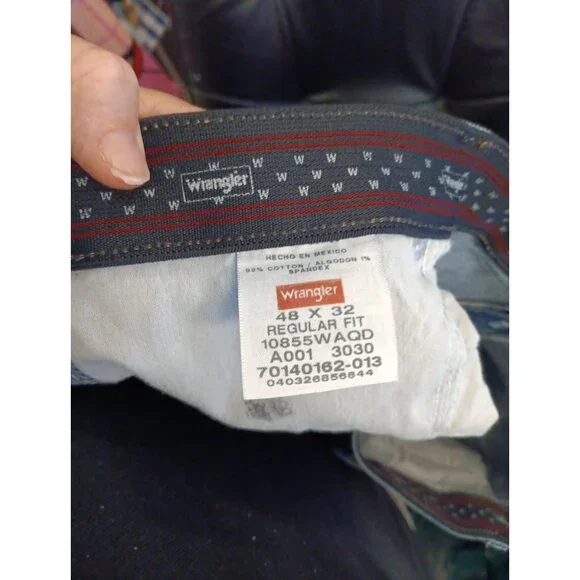 W W W W W W W
W W W W W W
Wrangler
W W W W W W
HECHO EN MEXICO
99% COTTON / ALGODON 1%
SPANDEX
Wrangler
48 X 32
REGULAR FIT
10855WAQD
A001 3030
70140162-013
040326856844